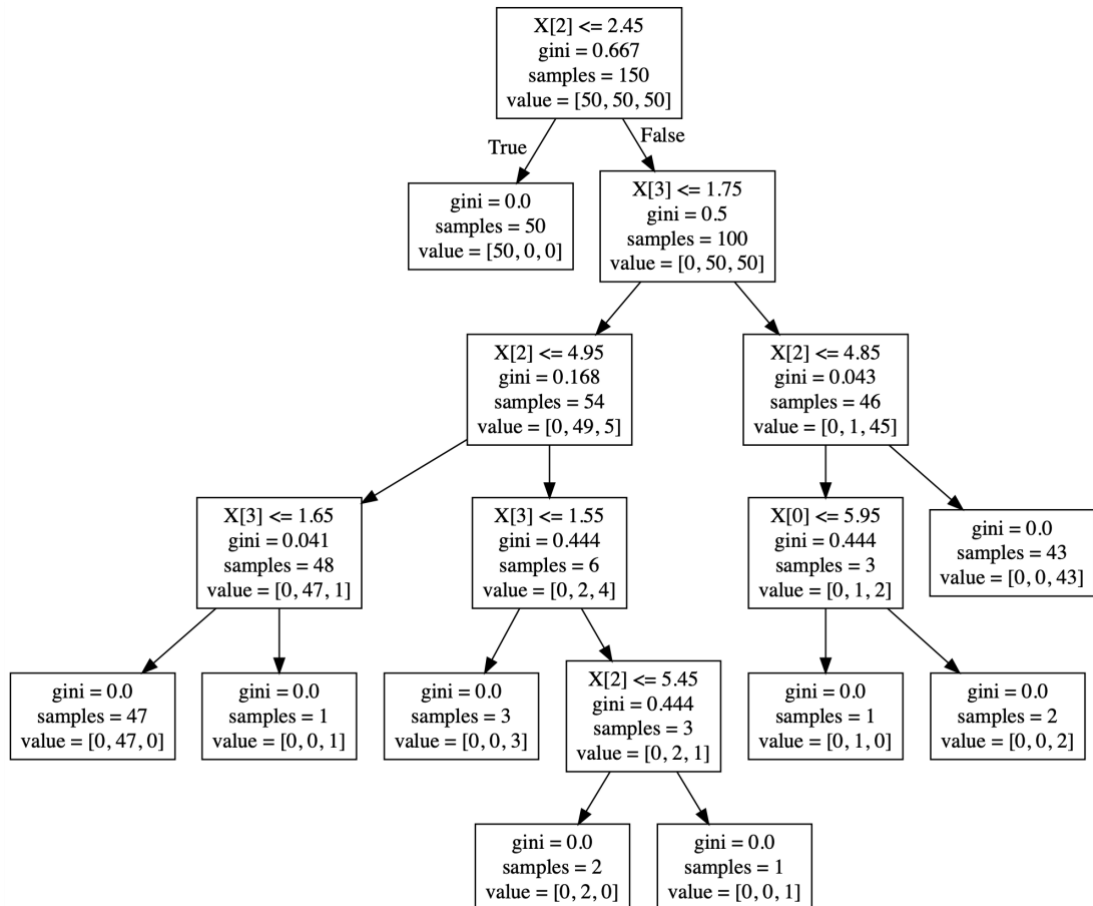 X[2] <= 2.45
gini = 0.667
samples = 150
value = [50, 50, 50]
True
False
gini = 0.0
samples = 50
value = [50, 0, 0]
X[3] <= 1.75
gini = 0.5
samples = 100
value = [0, 50, 50]
X[2] <= 4.95
gini = 0.168
samples = 54
value = [0, 49, 5]
X[2] <= 4.85
gini = 0.043
samples = 46
value = [0, 1, 45]
X[3] <= 1.65
gini = 0.041
samples = 48
value = [0, 47, 1]
X[3] <= 1.55
gini = 0.444
samples = 6
value = [0, 2, 4]
X[0] <= 5.95
gini = 0.444
samples = 3
value = [0, 1, 2]
gini = 0.0
samples = 43
value = [0, 0, 43]
gini = 0.0
samples = 47
value = [0, 47, 0]
gini = 0.0
samples = 1
value = [0, 0, 1]
gini = 0.0
samples = 3
value = [0, 0, 3]
X[2] <= 5.45
gini = 0.444
samples = 3
value = [0, 2, 1]
gini = 0.0
samples = 1
value = [0, 1, 0]
gini = 0.0
samples = 2
value = [0, 0, 2]
gini = 0.0
samples = 2
value = [0, 2, 0]
gini = 0.0
samples = 1
value = [0, 0, 1]